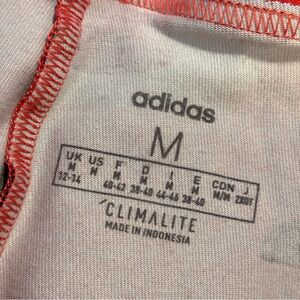 adidas
M
UK US F D I E CDN J
M M M M M M M/M 2XOT
12-14 40-42 38-40 44-46 38-40
CLIMALITE
MADE IN INDONESIA